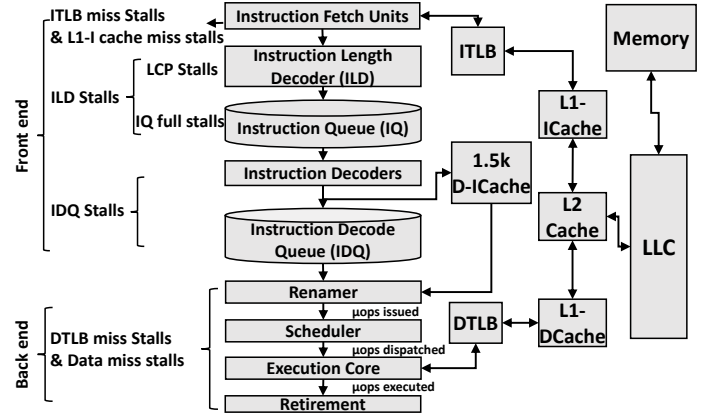 ITLB miss Stalls
& L1-I cache miss stalls
Instruction Fetch Units
ITLB
Memory
Front end
ILD Stalls
LCP Stalls
IQ full stalls
Instruction Length
Decoder (ILD)
L1-
ICache
Instruction Queue (IQ)
Instruction Decoders
1.5k
D-ICache
IDQ Stalls
L2
Cache
LLC
Instruction Decode
Queue (IDQ)
Renamer
μops issued
Back end
DTLB miss Stalls
& Data miss stalls
Scheduler
DTLB
L1-
DCache
μops dispatched
Execution Core
μops executed
Retirement